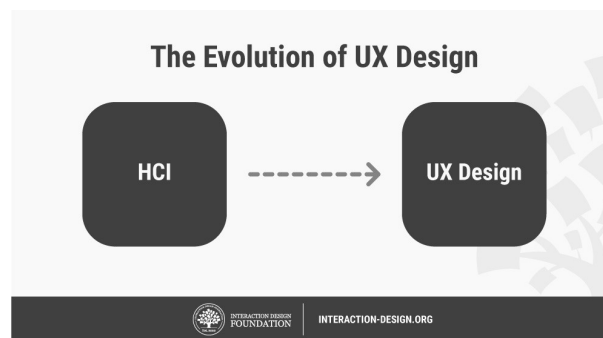 The Evolution of UX Design
HCI
UX Design
INTERACTION DESIGN
FOUNDATION
INTERACTION-DESIGN.ORG